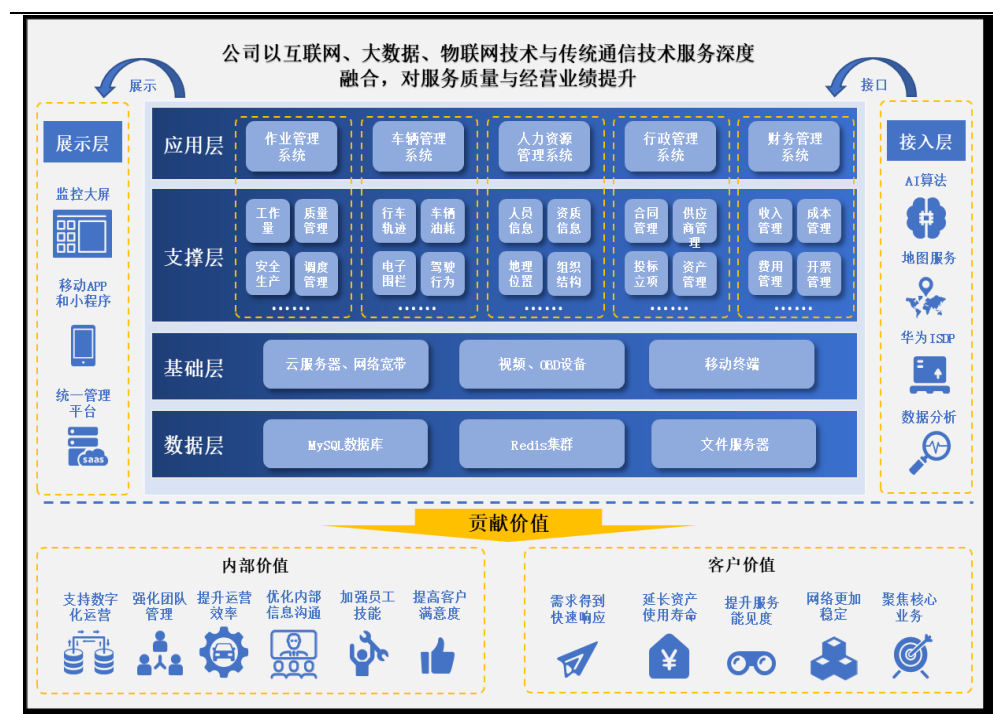 公司以互联网、大数据、物联网技术与传统通信技术服务深度
融合，对服务质量与经营业绩提升
展示
接口
展示层
监控大屏
移动APP
和小程序
统一管理
平台
saas
应用层
作业管理
系统
车辆管理
系统
人力资源
管理系统
行政管理
系统
财务管理
系统
支撑层
工作
量
质量
管理
安全
生产
调度
管理
......
行车
轨迹
车辆
油耗
电子
围栏
驾驶
行为
......
人员
信息
资质
信息
地理
位置
组织
结构
......
合同
管理
供应
商管
理
投标
立项
资产
管理
......
收入
管理
成本
管理
费用
管理
开票
管理
......
基础层
云服务器、网络宽带
视频、OBD设备
移动终端
数据层
MySQL数据库
Redis集群
文件服务器
接入层
AI算法
地图服务
华为ISDP
数据分析
贡献价值
内部价值
支持数字
化运营
强化团队
管理
提升运营
效率
优化内部
信息沟通
加强员工
技能
提高客户
满意度
客户价值
需求得到
快速响应
延长资产
使用寿命
¥
提升服务
能见度
网络更加
稳定
聚焦核心
业务